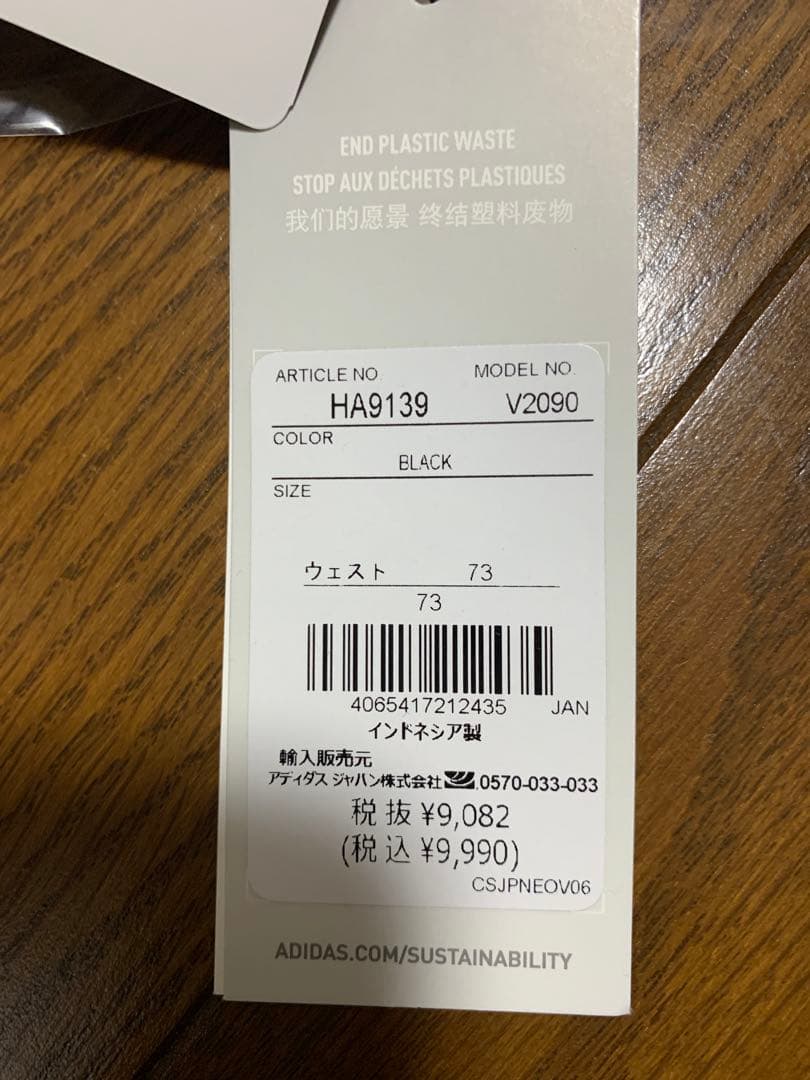 END PLASTIC WASTE
STOP AUX DÉCHETS PLASTIQUES
我们的愿景 终结塑料废物
ARTICLE NO. MODEL NO.
HA9139 V2090
COLOR
BLACK
SIZE
ウェスト 73
73
4065417212435 JAN
インドネシア製
輸入販売元
アディダス ジャパン株式会社 0570-033-033
税抜 ¥9,082
(税込 ¥9,990)
CSJPNEOV06
ADIDAS.COM/SUSTAINABILITY